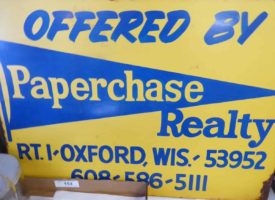 OFFERED BY
Paperchase
Realty
RT. 1-OXFORD, WIS.- 53952
608-586-5111